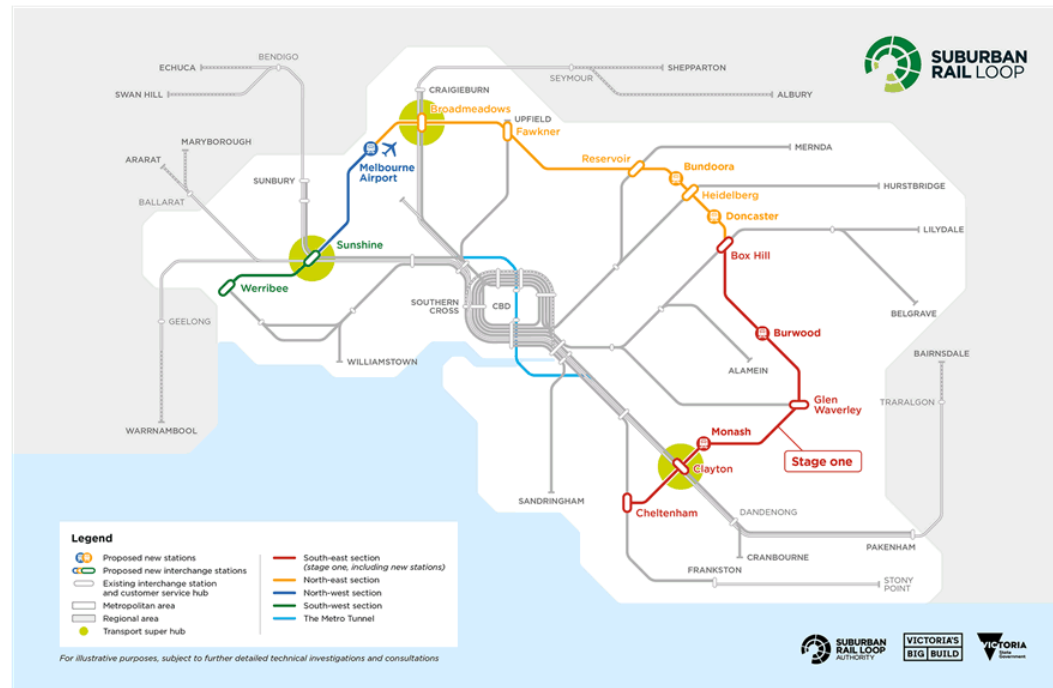 SUBURBAN
RAIL LOOP
BENDIGO
ECHUCA
SWAN HILL
SHEPPARTON
SEYMOUR
ALBURY
CRAIGIEBURN
Broadmeadows
UPFIELD
Fawkner
MARYBOROUGH
ARARAT
BALLARAT
SUNBURY
Melbourne
Airport
Reservoir
MERNDA
Bundoora
Heidelberg
HURSTBRIDGE
Doncaster
LILYDALE
Box Hill
Sunshine
Werribee
SOUTHERN
CROSS
CBD
GEELONG
WILLIAMSTOWN
WARRNAMBOOL
BELGRAVE
Burwood
ALAMEIN
BAIRNSDALE
TRARALGON
Glen
Waverley
Monash
Stage one
Clayton
Cheltenham
SANDRINGHAM
DANDENONG
CRANBOURNE
PAKENHAM
FRANKSTON
STONY
POINT
Legend
Proposed new stations
Proposed new interchange stations
Existing interchange station
and customer service hub
Metropolitan area
Regional area
Transport super hub
South-east section
(stage one, including new stations)
North-east section
North-west section
South-west section
The Metro Tunnel
For illustrative purposes, subject to further detailed technical investigations and consultations
SUBURBAN
RAIL LOOP
AUTHORITY
VICTORIA'S
BIG BUILD
VICTORIA
State
Government